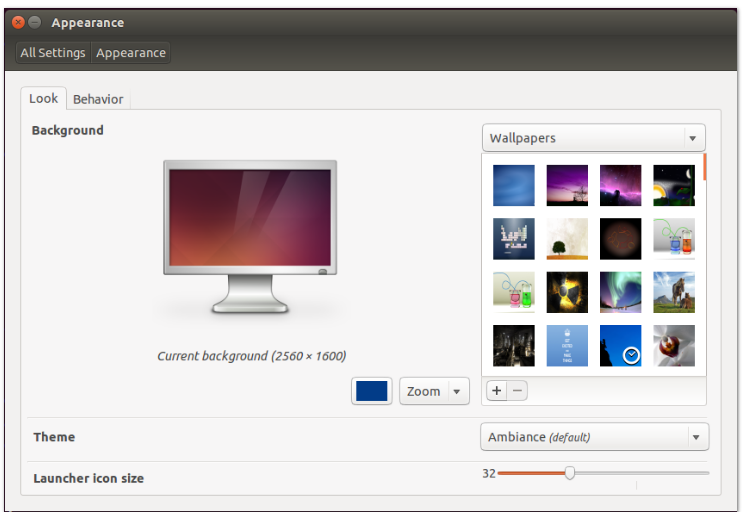 Appearance
All Settings Appearance
Look Behavior
Background
Wallpapers
Current background (2560 × 1600)
Zoom
Theme
Ambiance (default)
Launcher icon size
32